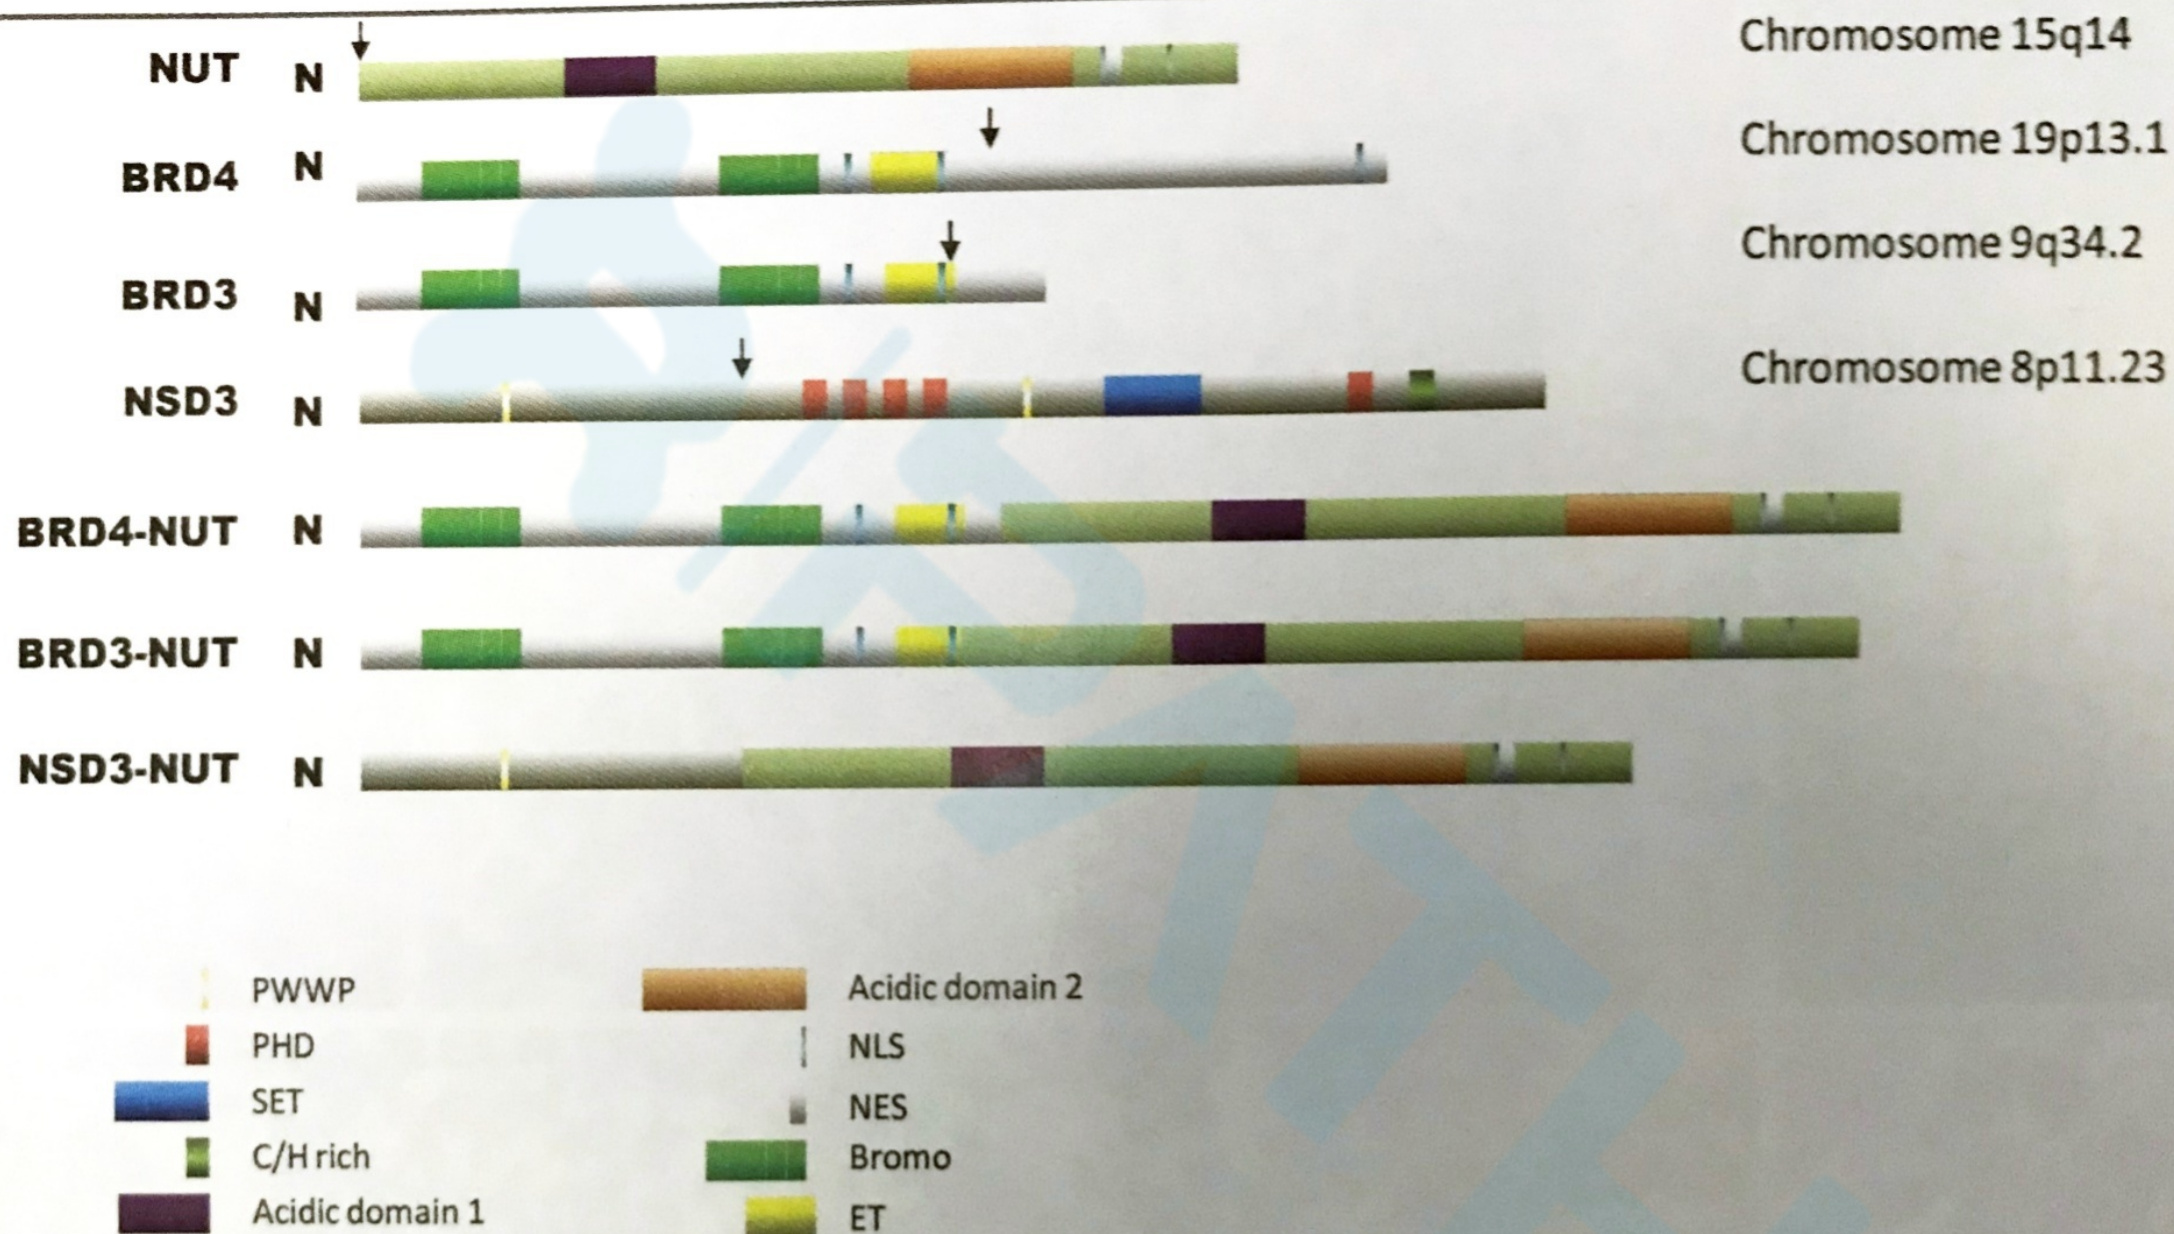 NUT N Chromosome 15q14
BRD4 N Chromosome 19p13.1
BRD3 N Chromosome 9q34.2
NSD3 N Chromosome 8p11.23
BRD4-NUT N
BRD3-NUT N
NSD3-NUT N
PWWP Acidic domain 2
PHD NLS
SET NES
C/H rich Bromo
Acidic domain 1 ET